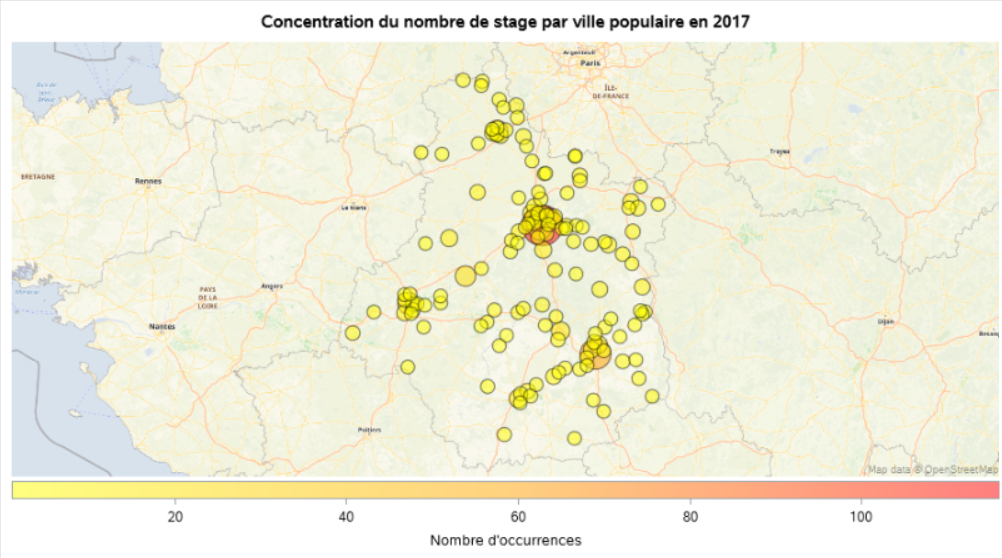 Concentration du nombre de stage par ville populaire en 2017
Argenteuil
Paris
ÎLE-
DE-FRANCE
Troyes
BRETAGNE
Rennes
Le Mans
PAYS
DE LA
LOIRE
Angers
Nantes
Dijon
Poitiers
Map data © OpenStreetMap
20
40
60
80
100
Nombre d'occurrences